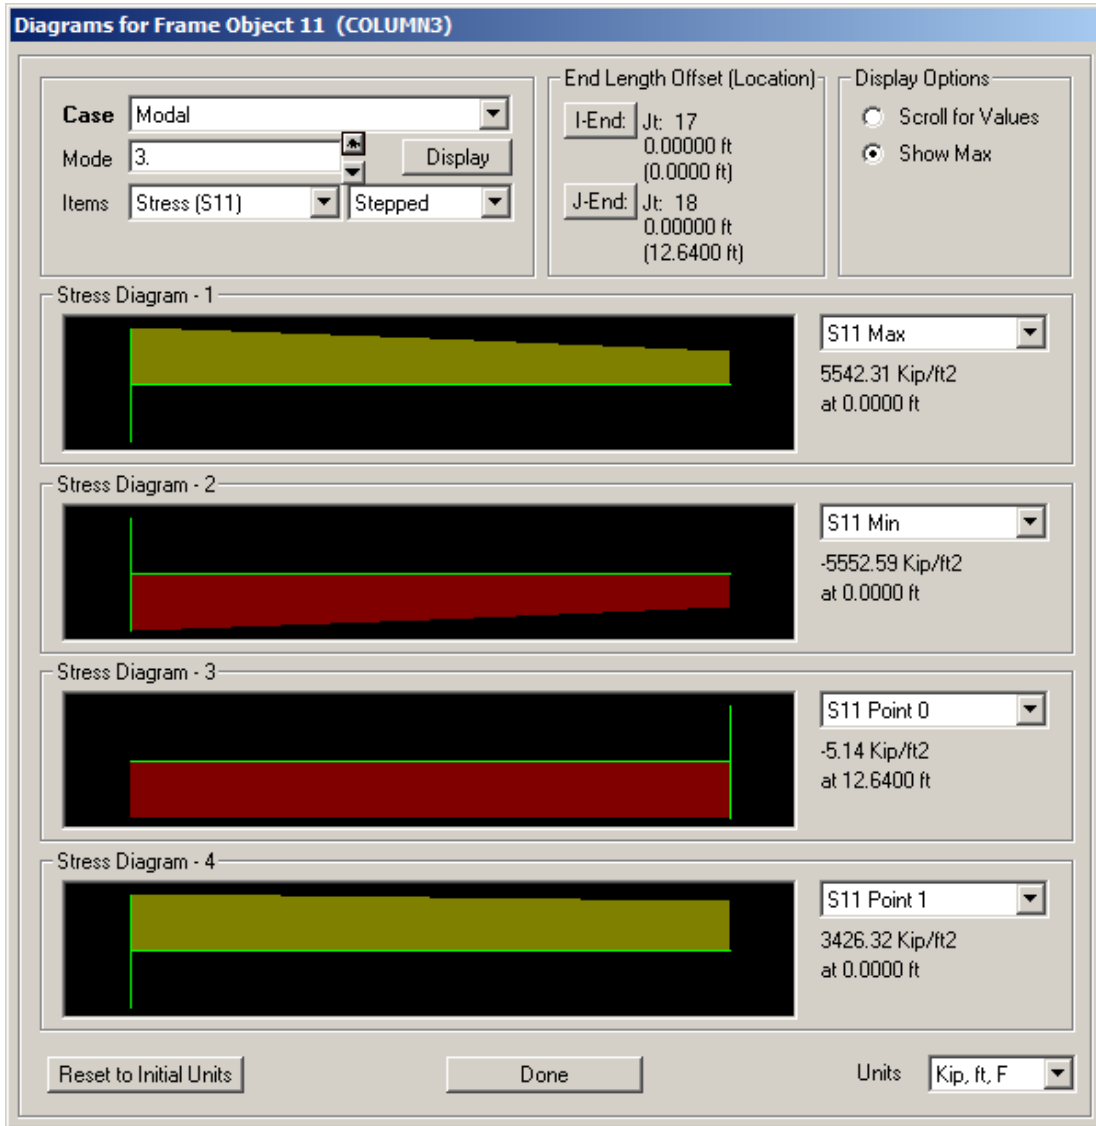 Diagrams for Frame Object 11 (COLUMN3)
Case Modal
Mode 3. Display
Items Stress (S11) Stepped
End Length Offset (Location)
I-End: Jt: 17
0.00000 ft
(0.0000 ft)
J-End: Jt: 18
0.00000 ft
(12.6400 ft)
Display Options
Scroll for Values
Show Max
Stress Diagram - 1
S11 Max
5542.31 Kip/ft2
at 0.0000 ft
Stress Diagram - 2
S11 Min
-5552.59 Kip/ft2
at 0.0000 ft
Stress Diagram - 3
S11 Point 0
-5.14 Kip/ft2
at 12.6400 ft
Stress Diagram - 4
S11 Point 1
3426.32 Kip/ft2
at 0.0000 ft
Reset to Initial Units Done Units Kip, ft, F